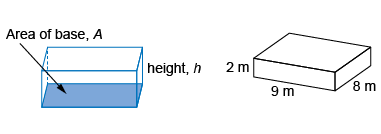 Area of base, A
height, h
2 m
9 m
8 m